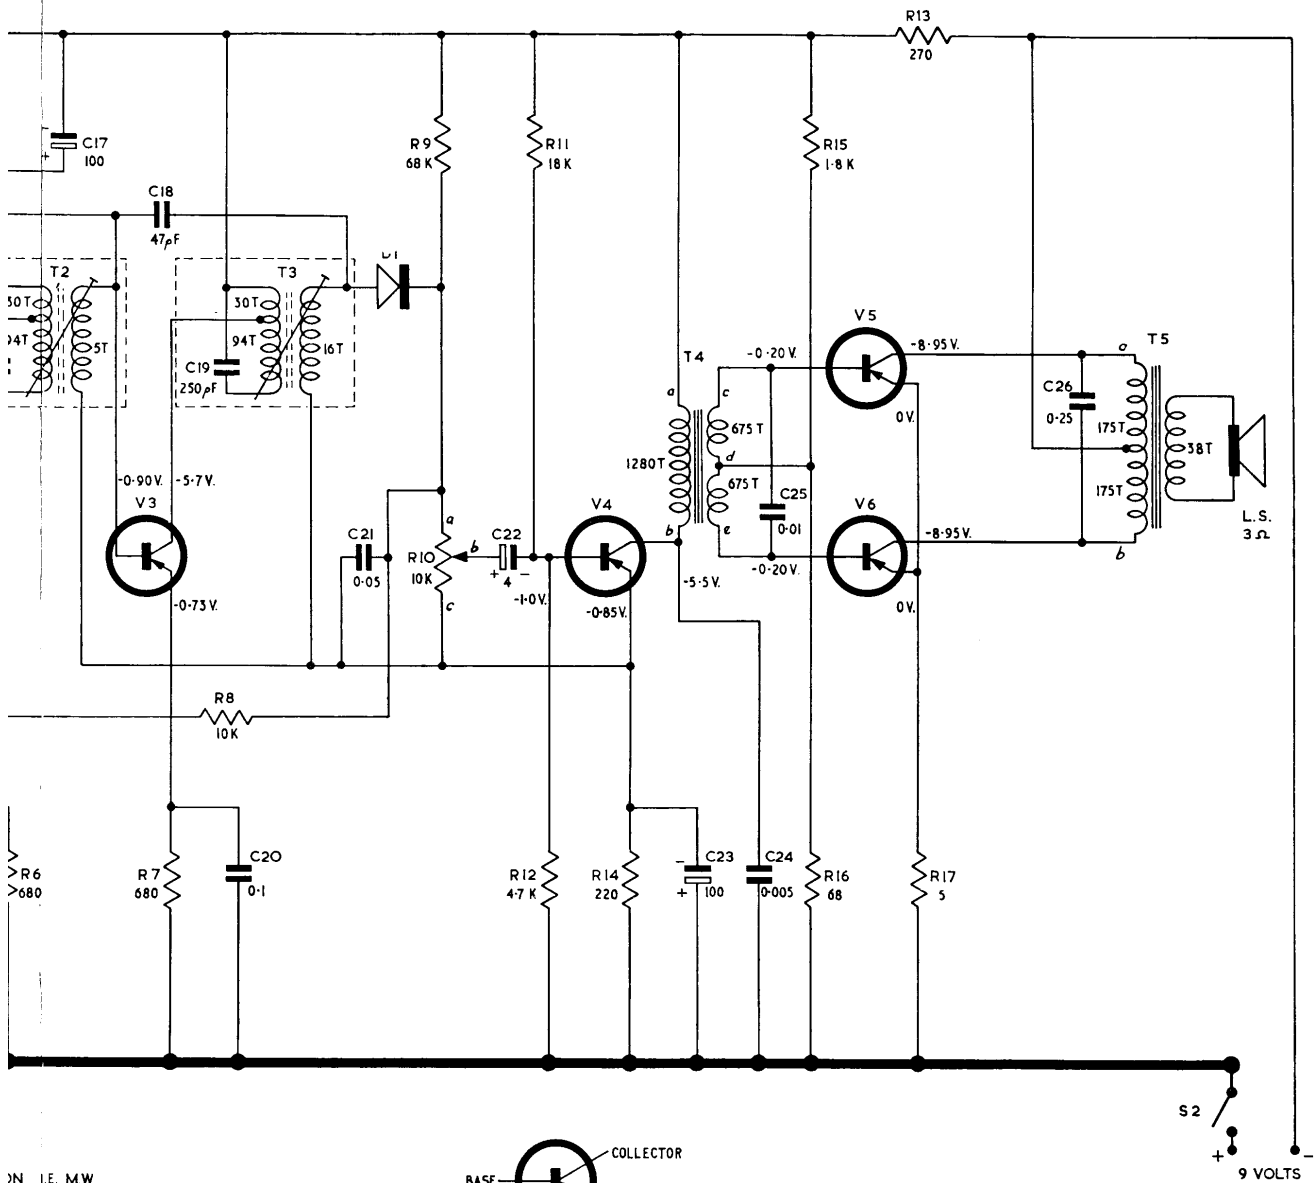 R13
270
C17
100
R9
68K
R11
18K
R15
1·8K
C18
47pF
D1
T2
T3
30T
30T
94T
5T
94T
16T
C19
250pF
V5
-0·20V.
-8·95V.
T5
a
T4
a
c
C26
0·25
0V.
675T
175T
38T
1280T
d
675T
175T
-0·90V.
-5·7V.
V3
C25
0·01
V4
V6
b
e
L.S.
3Ω
C21
0·05
a
R10
10K
b
C22
+
4
-
-8·95V.
-0·20V.
b
-5·5V.
-1·0V.
-0·85V.
0V.
-0·73V.
c
R8
10K
R6
680
R7
680
C20
0·1
R12
4·7K
R14
220
-
C23
+
100
C24
0·005
R16
68
R17
5
S2
+
-
9 VOLTS
COLLECTOR
BASE
ON I.E. M.W